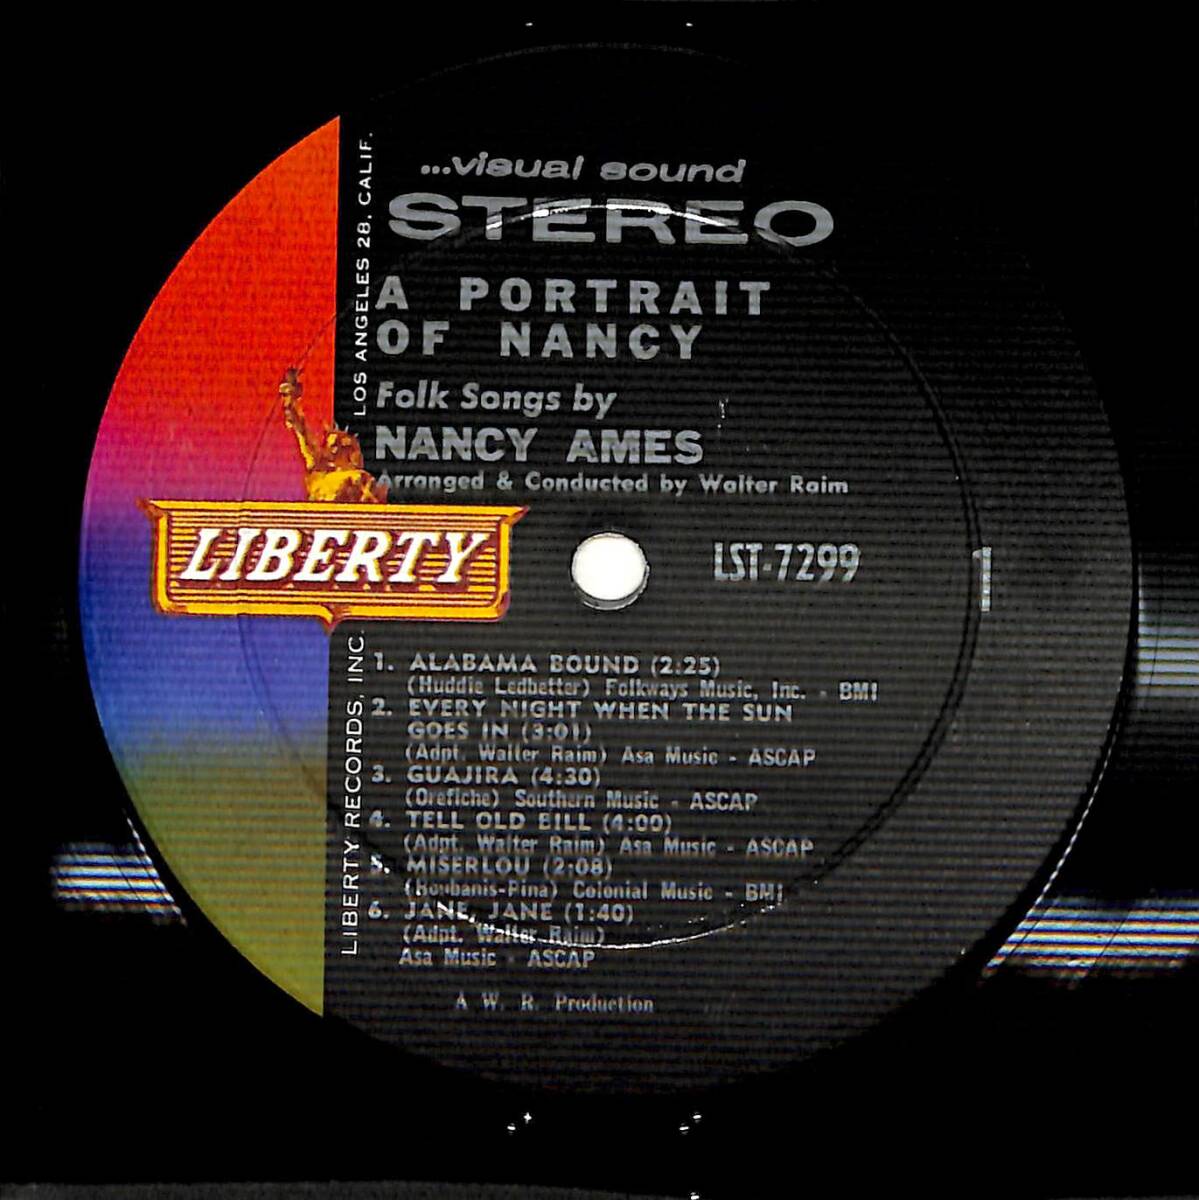 ...visual sound
STEREO
A PORTRAIT
OF NANCY
Folk Songs by
NANCY AMES
Arranged & Conducted by Walter Raim
LIBERTY
LST-7299
1
1. ALABAMA BOUND (2:25)
(Huddie Ledbetter) Folkways Music, Inc. - BMI
2. EVERY NIGHT WHEN THE SUN
GOES IN (3:01)
(Adpt. Walter Raim) Asa Music - ASCAP
3. GUAJIRA (4:30)
(Orefiche) Southern Music - ASCAP
4. TELL OLD BILL (4:00)
(Adpt. Walter Raim) Asa Music - ASCAP
5. MISERLOU (2:08)
(Roubanis-Pina) Colonial Music - BMI
6. JANE, JANE (1:40)
(Adpt. Walter Raim)
Asa Music - ASCAP
A W. R. Production
LIBERTY RECORDS, INC.
LOS ANGELES 28, CALIF.